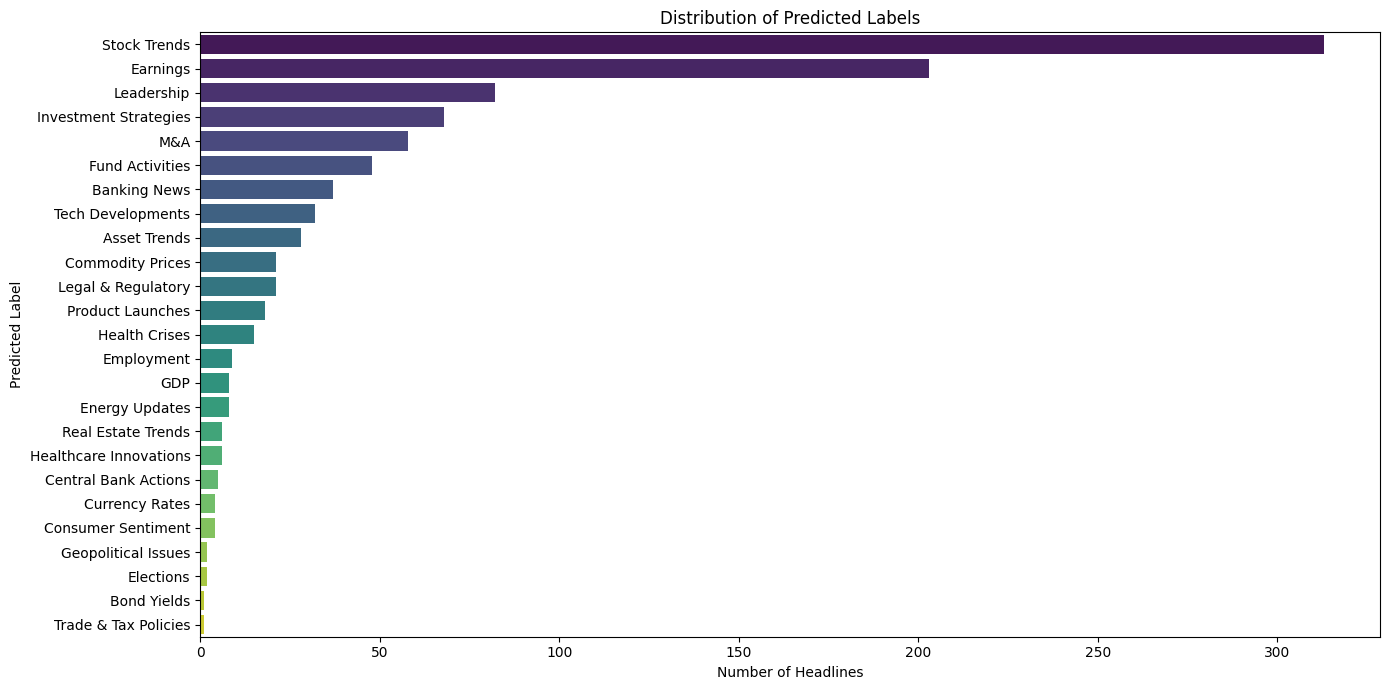 Distribution of Predicted Labels
Predicted Label
Stock Trends
Earnings
Leadership
Investment Strategies
M&A
Fund Activities
Banking News
Tech Developments
Asset Trends
Commodity Prices
Legal & Regulatory
Product Launches
Health Crises
Employment
GDP
Energy Updates
Real Estate Trends
Healthcare Innovations
Central Bank Actions
Currency Rates
Consumer Sentiment
Geopolitical Issues
Elections
Bond Yields
Trade & Tax Policies
0 50 100 150 200 250 300
Number of Headlines